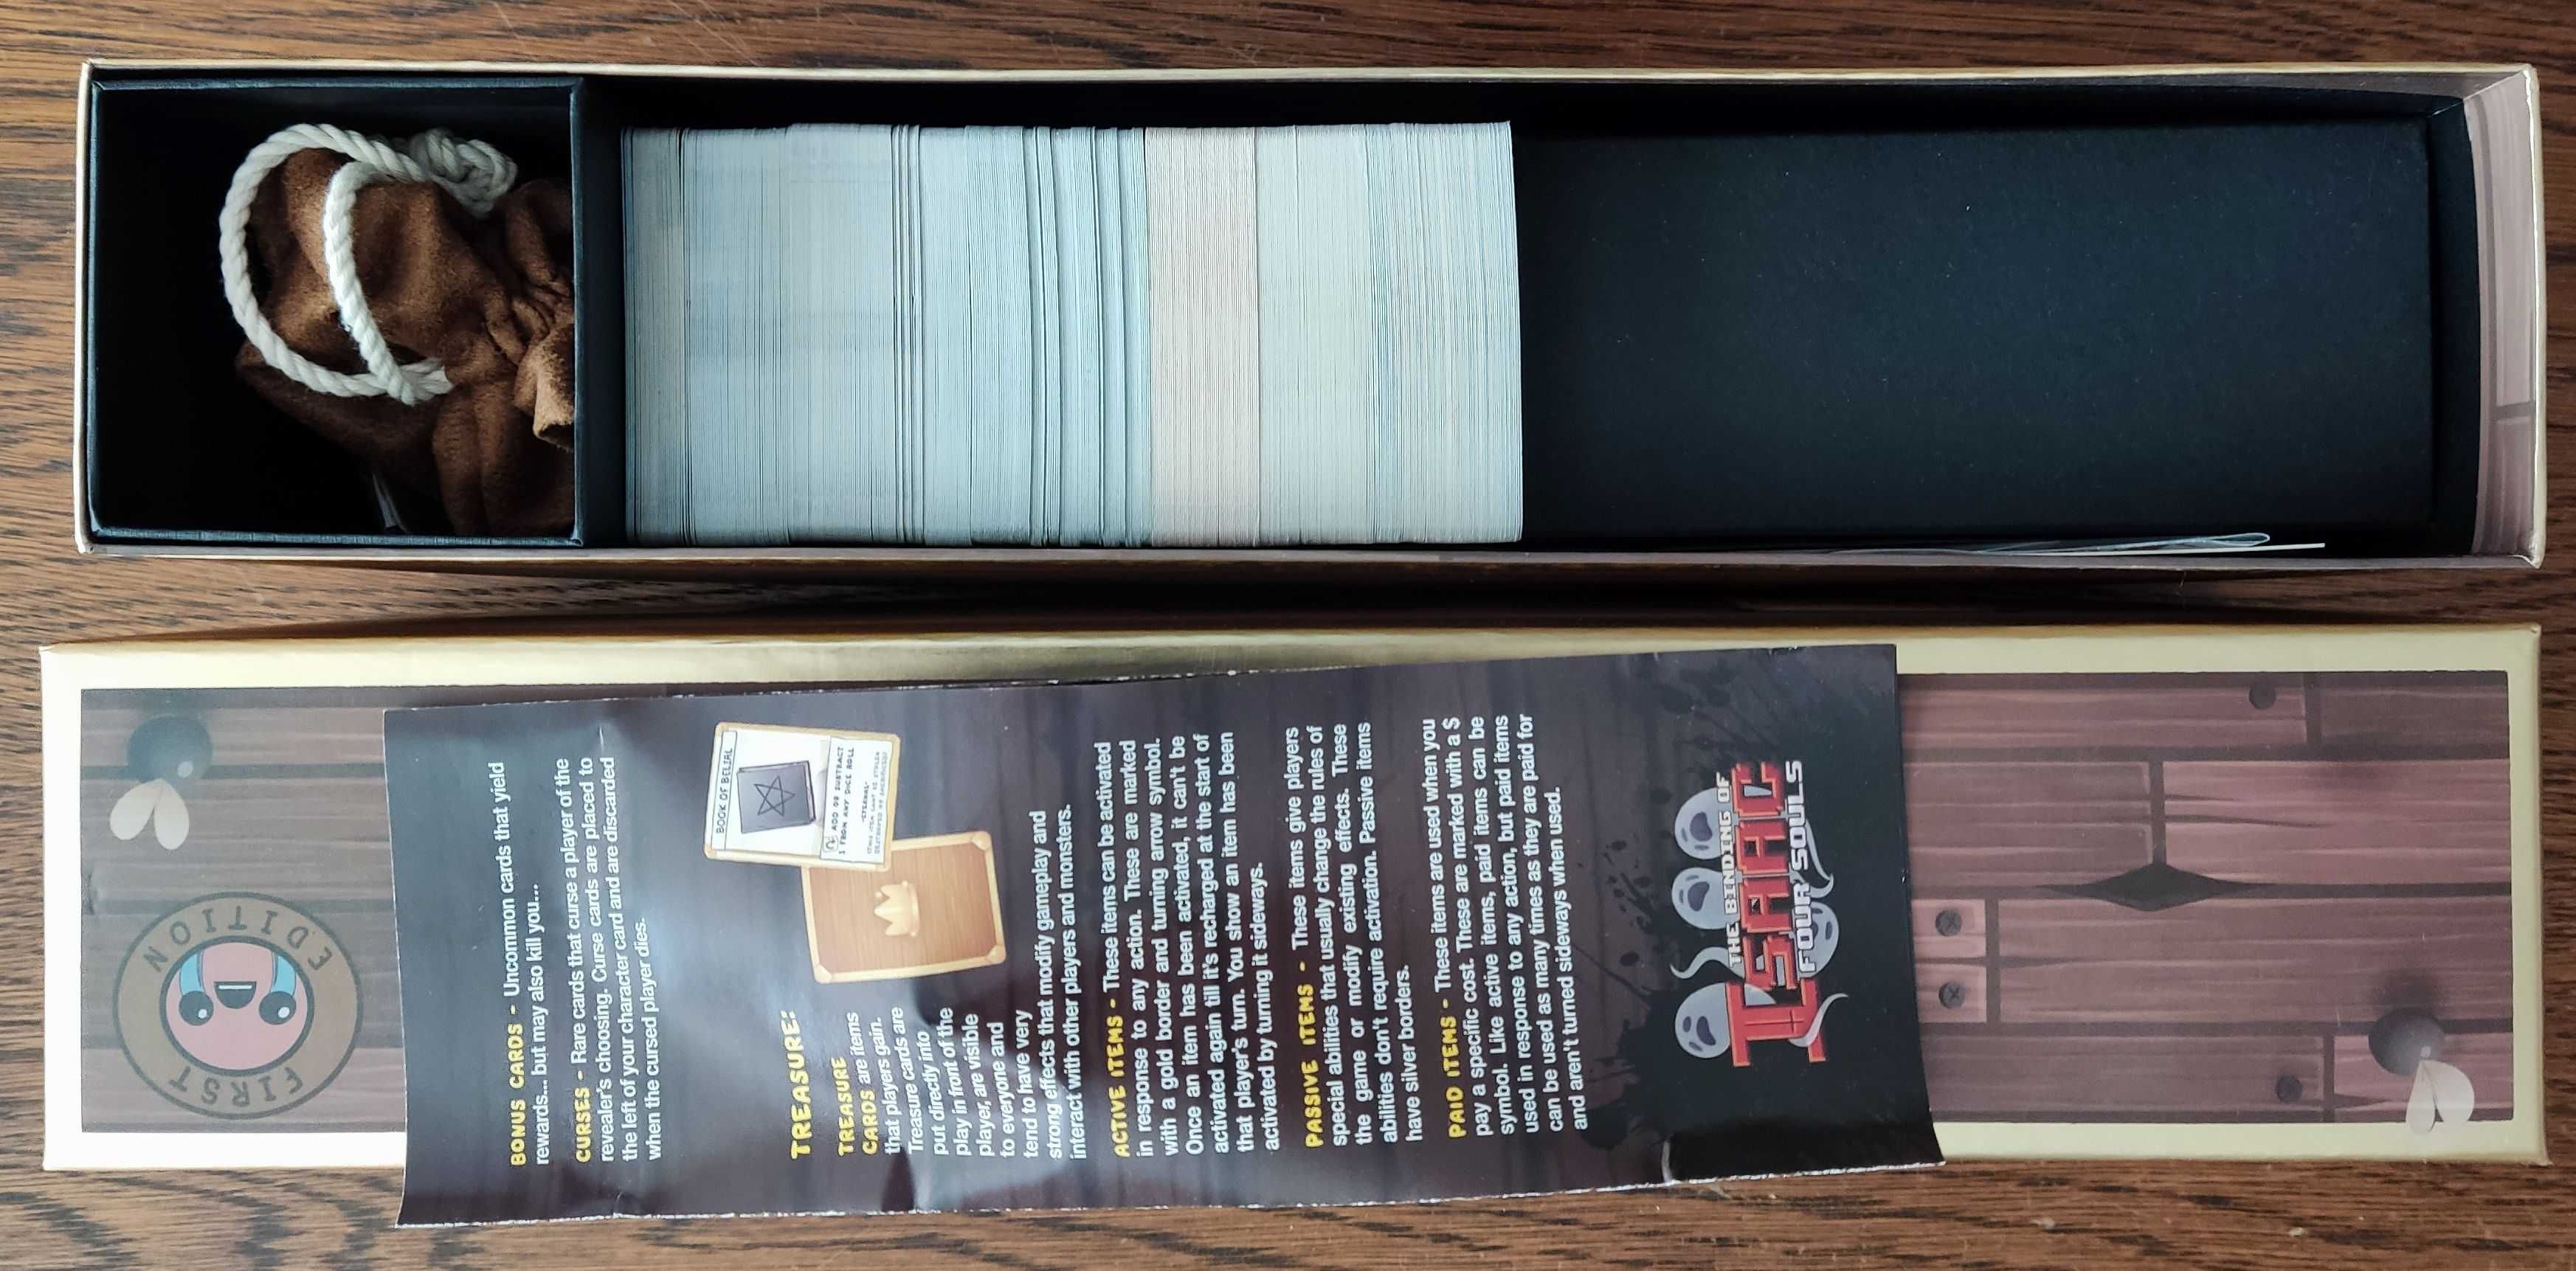 BONUS CARDS - Uncommon cards that yield
rewards... but may also kill you...
CURSES - Rare cards that curse a player of the
revealer's choosing. Curse cards are placed to
the left of your character card and are discarded
when the cursed player dies.
TREASURE:
TREASURE
CARDS are items
that players gain.
Treasure cards are
put directly into
play in front of the
player, are visible
to everyone and
tend to have very
strong effects that modify gameplay and
interact with other players and monsters.
BOOK OF BELIAL
ADD OR SUBTRACT
1 FROM ANY DICE ROLL
-ETERNAL-
ACTIVE ITEMS - These items can be activated
in response to any action. These are marked
with a gold border and turning arrow symbol.
Once an item has been activated, it can't be
activated again till it's recharged at the start of
that player's turn. You show an item has been
activated by turning it sideways.
PASSIVE ITEMS - These items give players
special abilities that usually change the rules of
the game or modify existing effects. These
abilities don't require activation. Passive items
have silver borders.
PAID ITEMS - These items are used when you
pay a specific cost. These are marked with a $
symbol. Like active items, paid items can be
used in response to any action, but paid items
can be used as many times as they are paid for
and aren't turned sideways when used.
THE BINDING OF
ISAAC
FOUR SOULS
FIRST EDITION